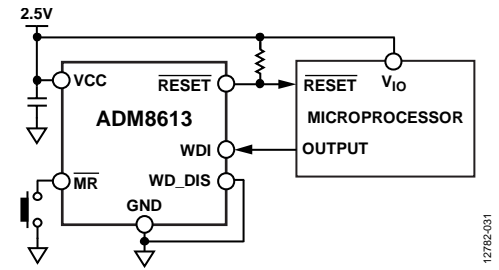 2.5V
VCC
RESET
RESET
VIO
ADM8613
MICROPROCESSOR
WDI
OUTPUT
MR
WD_DIS
GND
12782-031